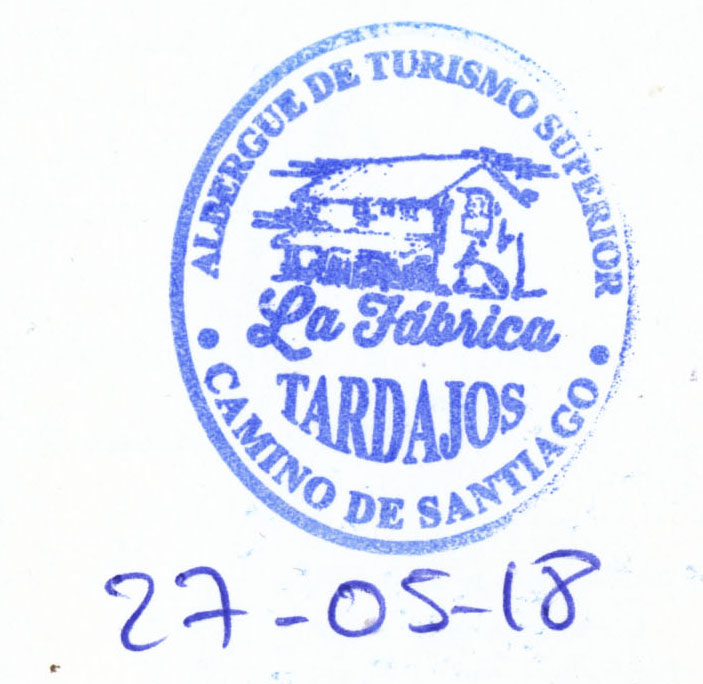 ALBERGUE DE TURISMO SUPERIOR
La Fábrica
TARDAJOS
CAMINO DE SANTIAGO
27-05-18